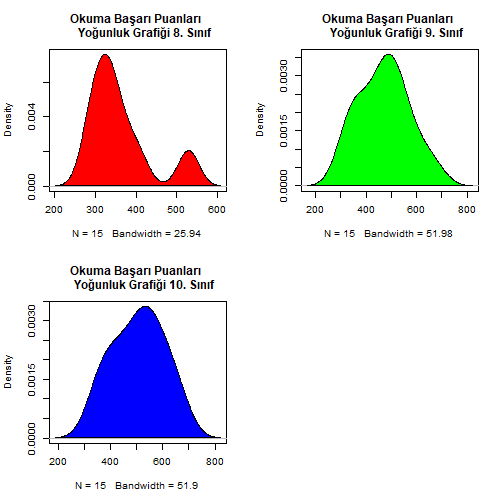 Okuma Başarı Puanları
Yoğunluk Grafiği 8. Sınıf
Density
0.004
0.000
200 300 400 500 600
N = 15 Bandwidth = 25.94
Okuma Başarı Puanları
Yoğunluk Grafiği 9. Sınıf
Density
0.0030
0.0015
0.0000
200 400 600 800
N = 15 Bandwidth = 51.98
Okuma Başarı Puanları
Yoğunluk Grafiği 10. Sınıf
Density
0.0030
0.0015
0.0000
200 400 600 800
N = 15 Bandwidth = 51.9